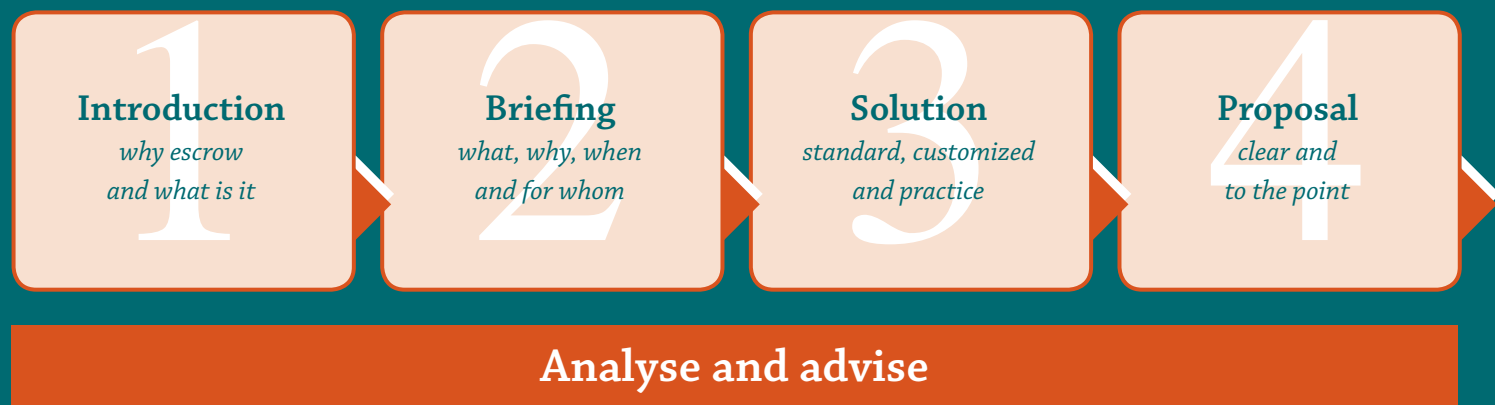 1
Introduction
why escrow
and what is it
2
Briefing
what, why, when
and for whom
3
Solution
standard, customized
and practice
4
Proposal
clear and
to the point
Analyse and advise